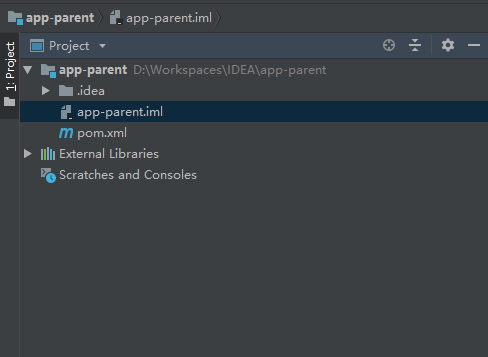 app-parent app-parent.iml
1: Project
Project
app-parent D:\Workspaces\IDEA\app-parent
.idea
app-parent.iml
pom.xml
External Libraries
Scratches and Consoles